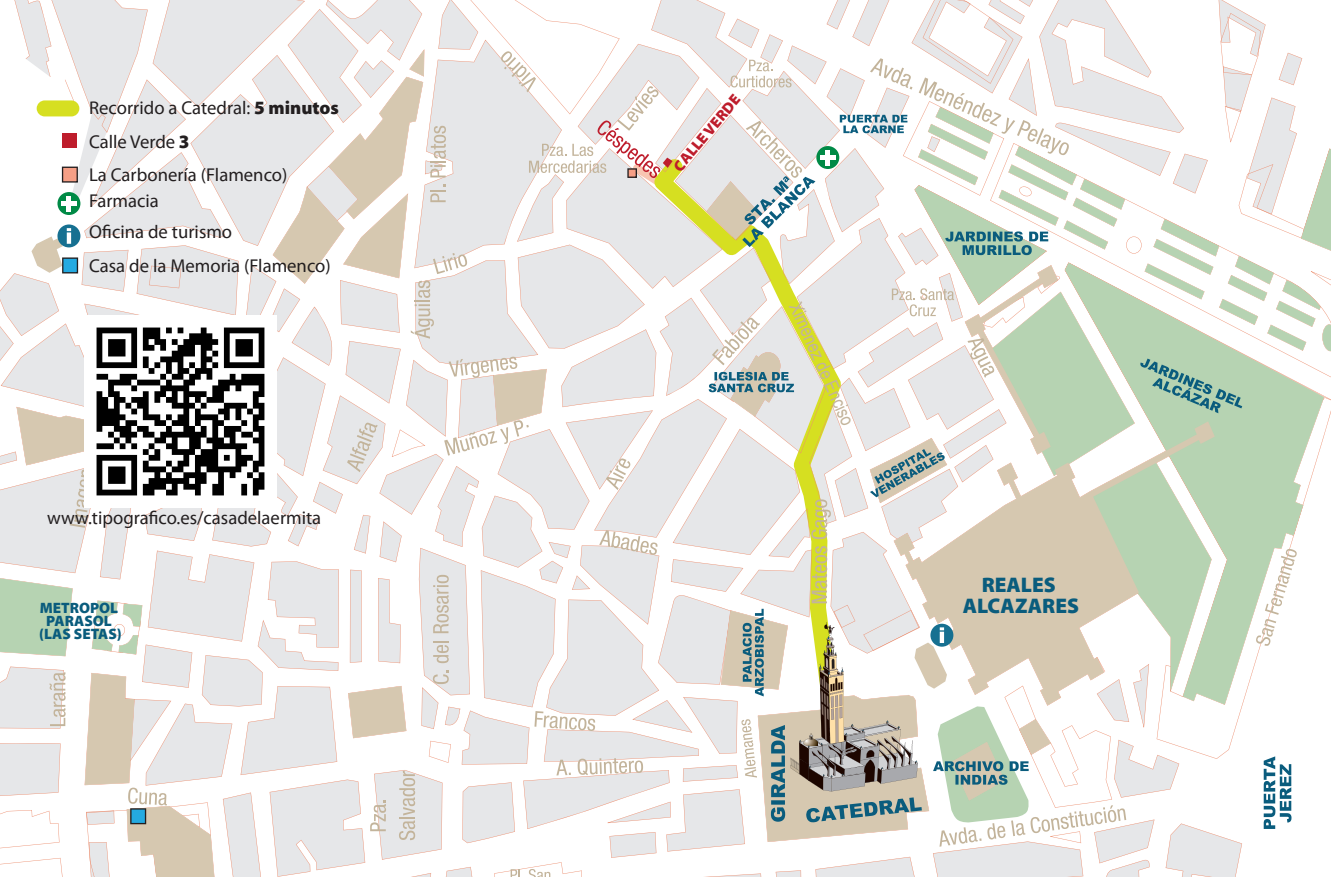 Recorrido a Catedral: 5 minutos
Calle Verde 3
La Carbonería (Flamenco)
Farmacia
i
Oficina de turismo
Casa de la Memoria (Flamenco)
www.tipografico.es/casadelaermita
Vidrio
Levies
Pza.
Curtidores
CALLE VERDE
Céspedes
Pza. Las
Mercedarias
Archeros
PUERTA DE
LA CARNE
Avda. Menéndez y Pelayo
STA. Mª
LA BLANCA
Pl. Pilatos
Lirio
Águilas
JARDINES DE
MURILLO
Pza. Santa
Cruz
Agua
Fabiola
Ximénez de Enciso
IGLESIA DE
SANTA CRUZ
JARDINES DEL
ALCÁZAR
Vírgenes
Muñoz y P.
Alfalfa
Aire
HOSPITAL
VENERABLES
Abades
Mateos Gago
REALES
ALCAZARES
i
San Fernando
METROPOL
PARASOL
(LAS SETAS)
C. del Rosario
PALACIO
ARZOBISPAL
Laraña
Francos
Alemanes
A. Quintero
GIRALDA
CATEDRAL
ARCHIVO DE
INDIAS
PUERTA
JEREZ
Cuna
Pza.
Salvador
Avda. de la Constitución
Pl. San